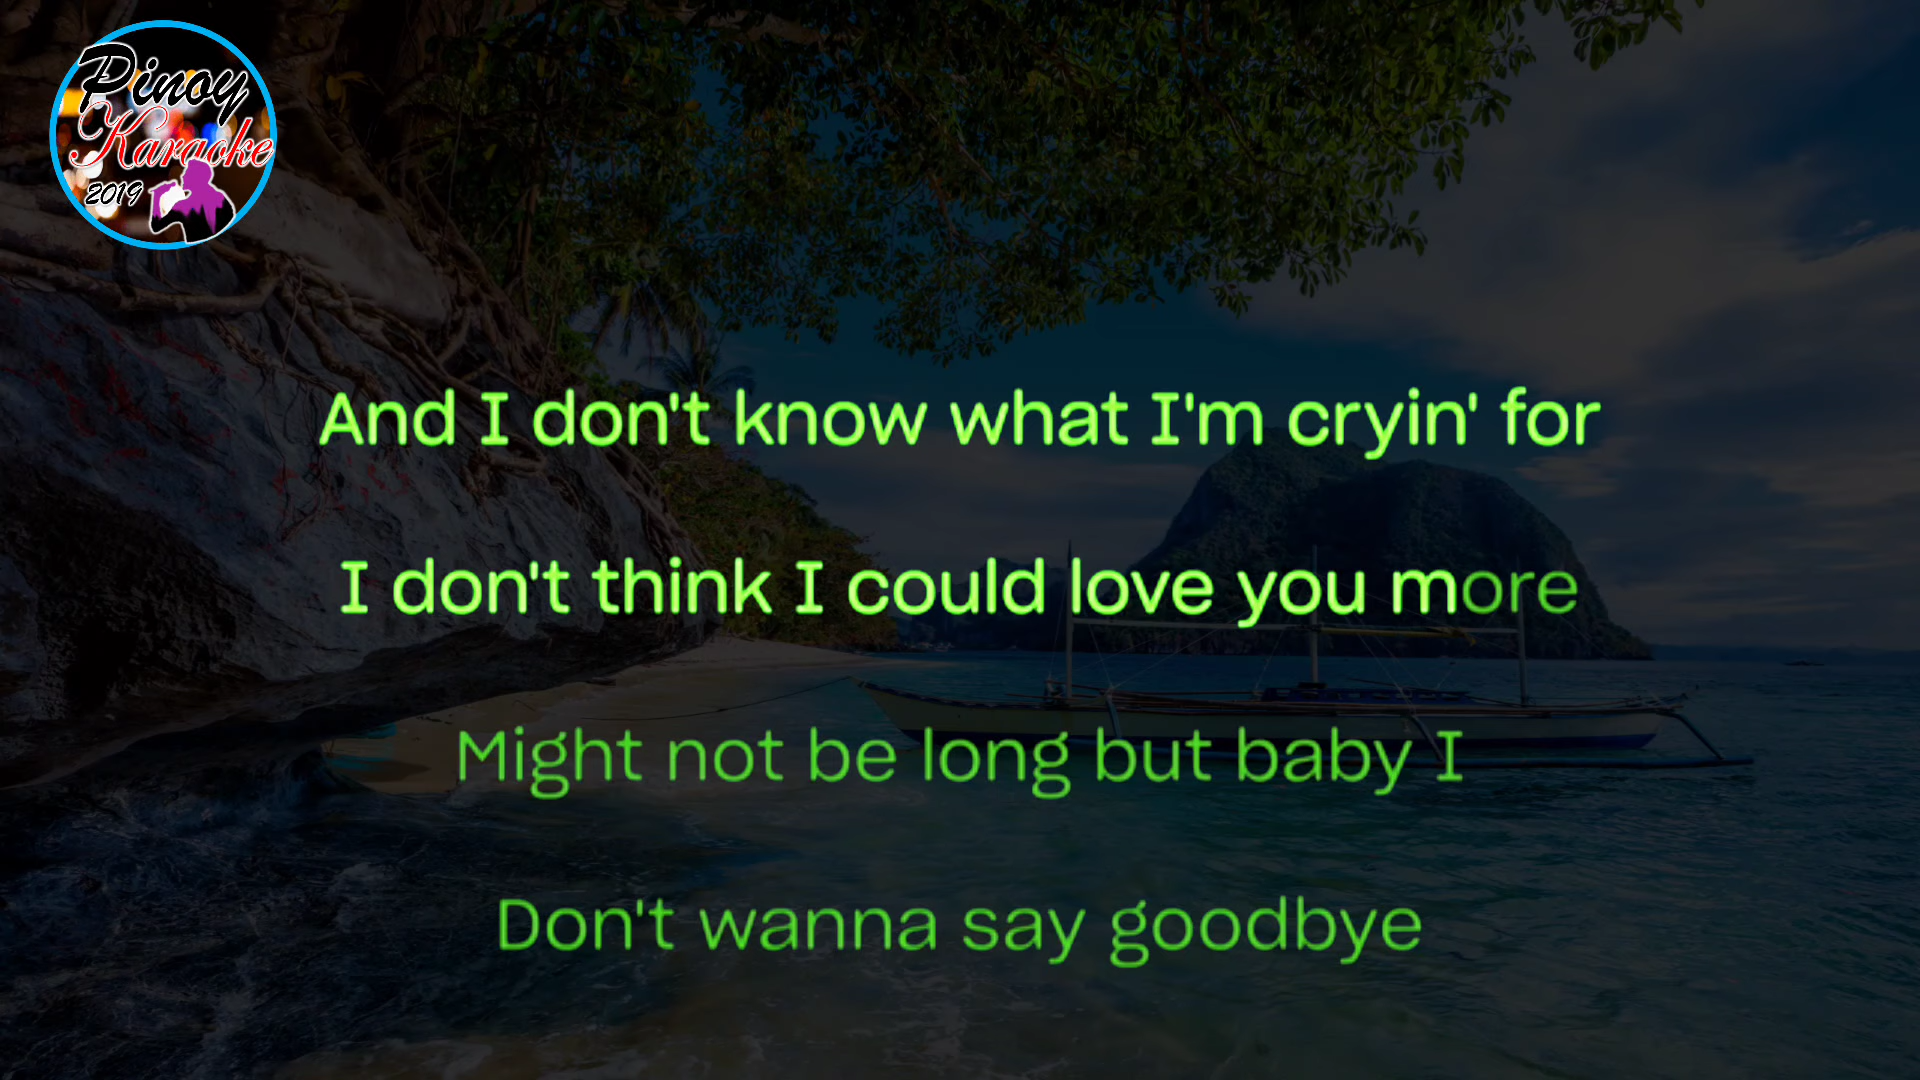 Pinoy
Karaoke
2019
And I don't know what I'm cryin' for
I don't think I could love you more
Might not be long but baby I
Don't wanna say goodbye